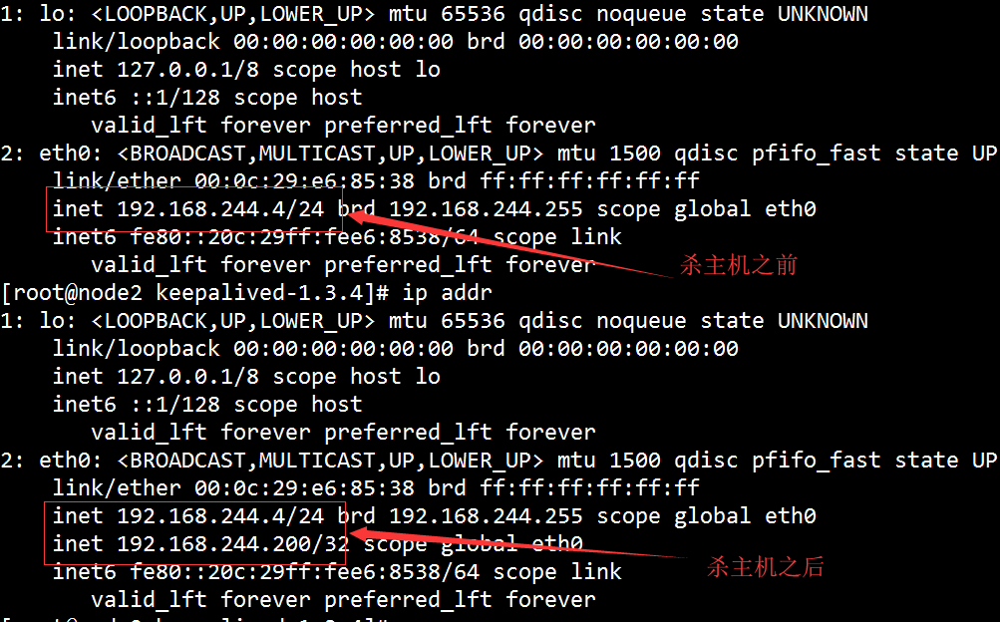 1: lo: <LOOPBACK,UP,LOWER_UP> mtu 65536 qdisc noqueue state UNKNOWN
link/loopback 00:00:00:00:00:00 brd 00:00:00:00:00:00
inet 127.0.0.1/8 scope host lo
inet6 ::1/128 scope host
valid_lft forever preferred_lft forever
2: eth0: <BROADCAST,MULTICAST,UP,LOWER_UP> mtu 1500 qdisc pfifo_fast state UP
link/ether 00:0c:29:e6:85:38 brd ff:ff:ff:ff:ff:ff
inet 192.168.244.4/24 brd 192.168.244.255 scope global eth0
inet6 fe80::20c:29ff:fee6:8538/64 scope link
valid_lft forever preferred_lft forever
杀主机之前
[root@node2 keepalived-1.3.4]# ip addr
1: lo: <LOOPBACK,UP,LOWER_UP> mtu 65536 qdisc noqueue state UNKNOWN
link/loopback 00:00:00:00:00:00 brd 00:00:00:00:00:00
inet 127.0.0.1/8 scope host lo
inet6 ::1/128 scope host
valid_lft forever preferred_lft forever
2: eth0: <BROADCAST,MULTICAST,UP,LOWER_UP> mtu 1500 qdisc pfifo_fast state UP
link/ether 00:0c:29:e6:85:38 brd ff:ff:ff:ff:ff:ff
inet 192.168.244.4/24 brd 192.168.244.255 scope global eth0
inet 192.168.244.200/32 scope global eth0
inet6 fe80::20c:29ff:fee6:8538/64 scope link
杀主机之后
valid_lft forever preferred_lft forever